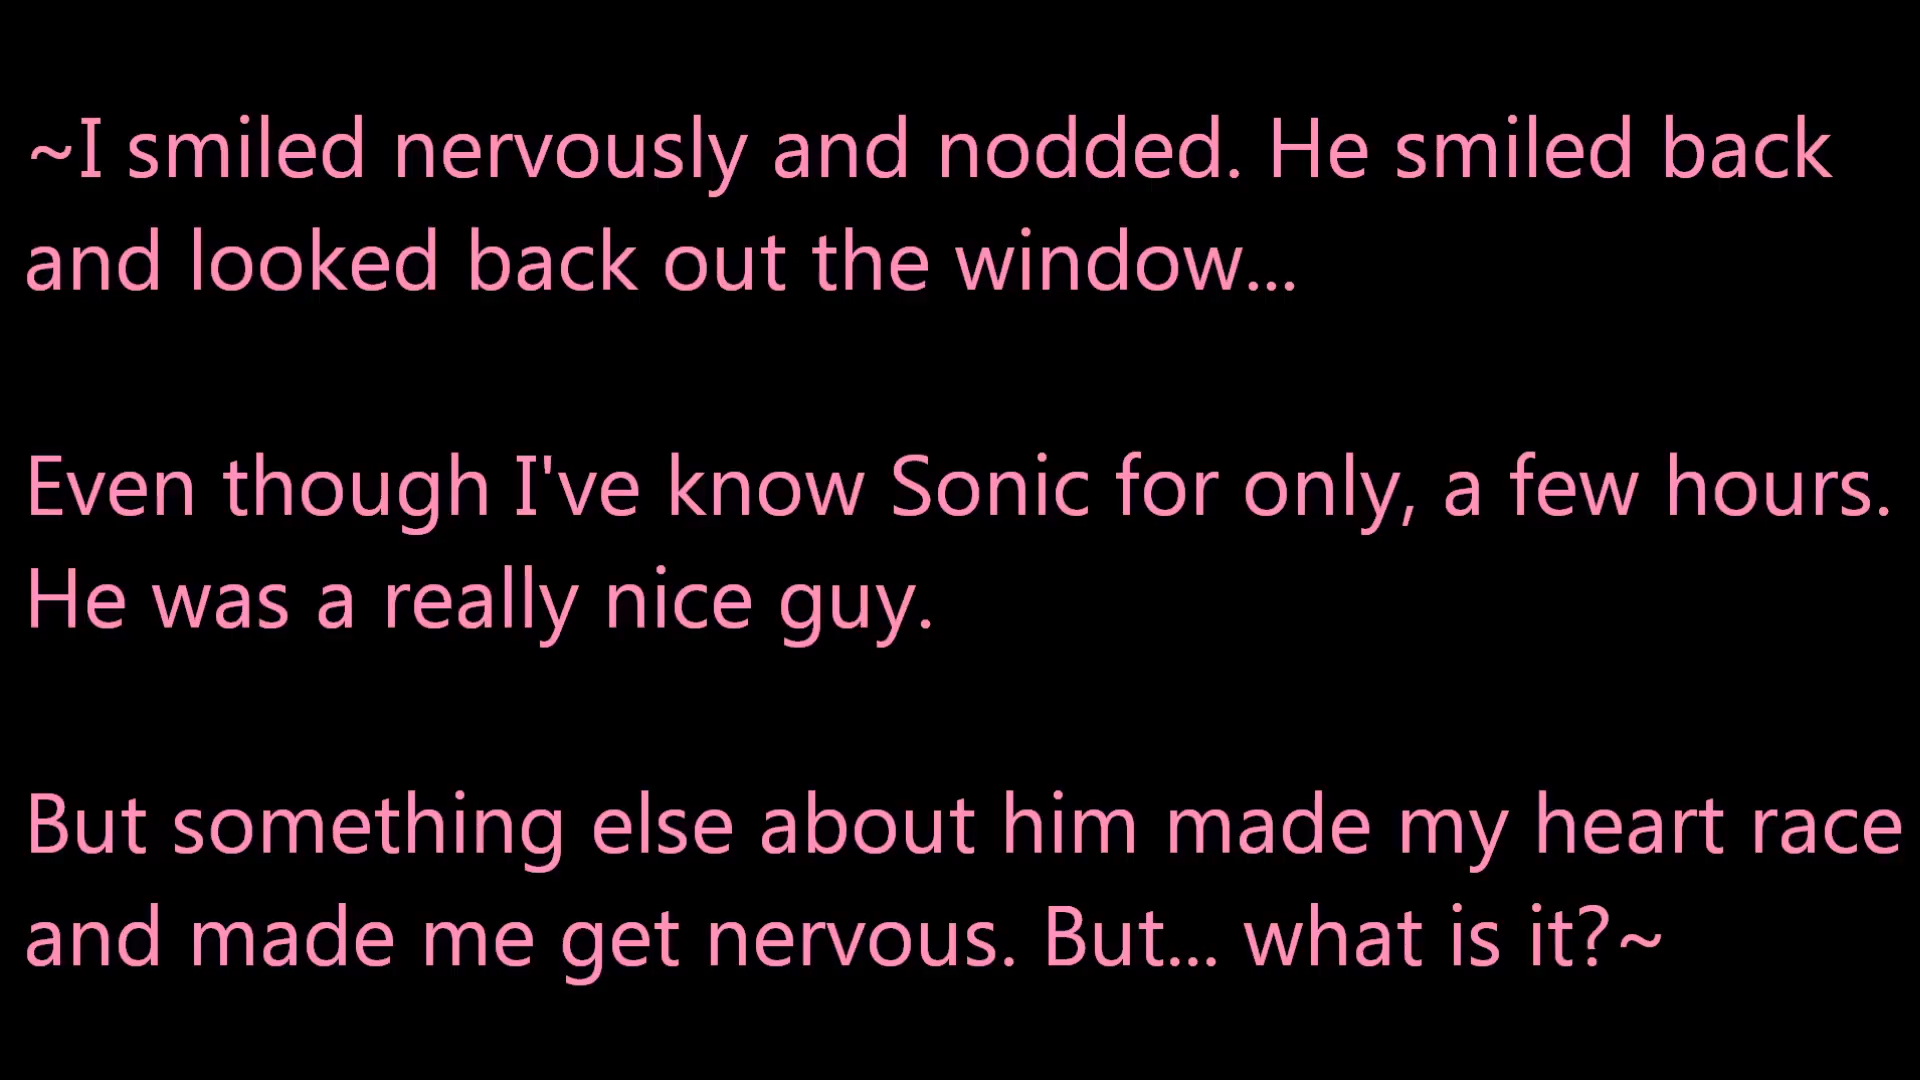 ~I smiled nervously and nodded. He smiled back
and looked back out the window...
Even though I've know Sonic for only, a few hours.
He was a really nice guy.
But something else about him made my heart race
and made me get nervous. But... what is it?~